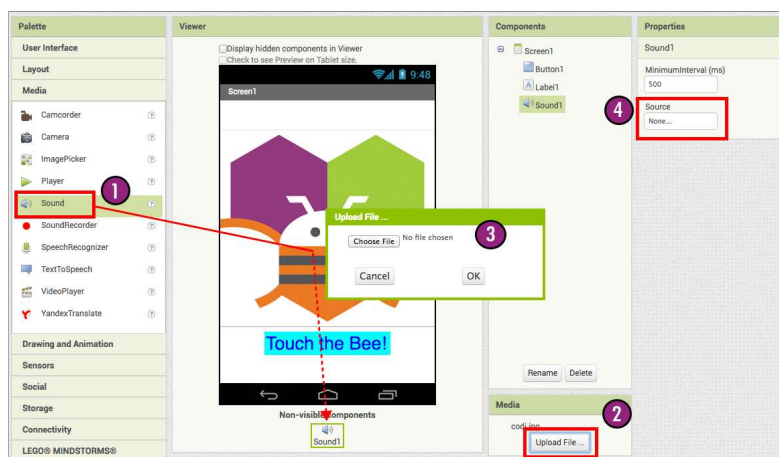 Palette
User Interface
Layout
Media
Camcorder
Camera
ImagePicker
Player
Sound
SoundRecorder
SpeechRecognizer
TextToSpeech
VideoPlayer
YandexTranslate
Drawing and Animation
Sensors
Social
Storage
Connectivity
LEGO® MINDSTORMS®
1
Viewer
Display hidden components in Viewer
Check to see Preview on Tablet size.
9:48
Screen1
Upload File ...
Choose File No file chosen
3
Cancel OK
Touch the Bee!
Non-visible components
Sound1
Components
Screen1
Button1
Label1
Sound1
Rename Delete
Media
2
Upload File ...
Properties
Sound1
MinimumInterval (ms)
500
4
Source
None...